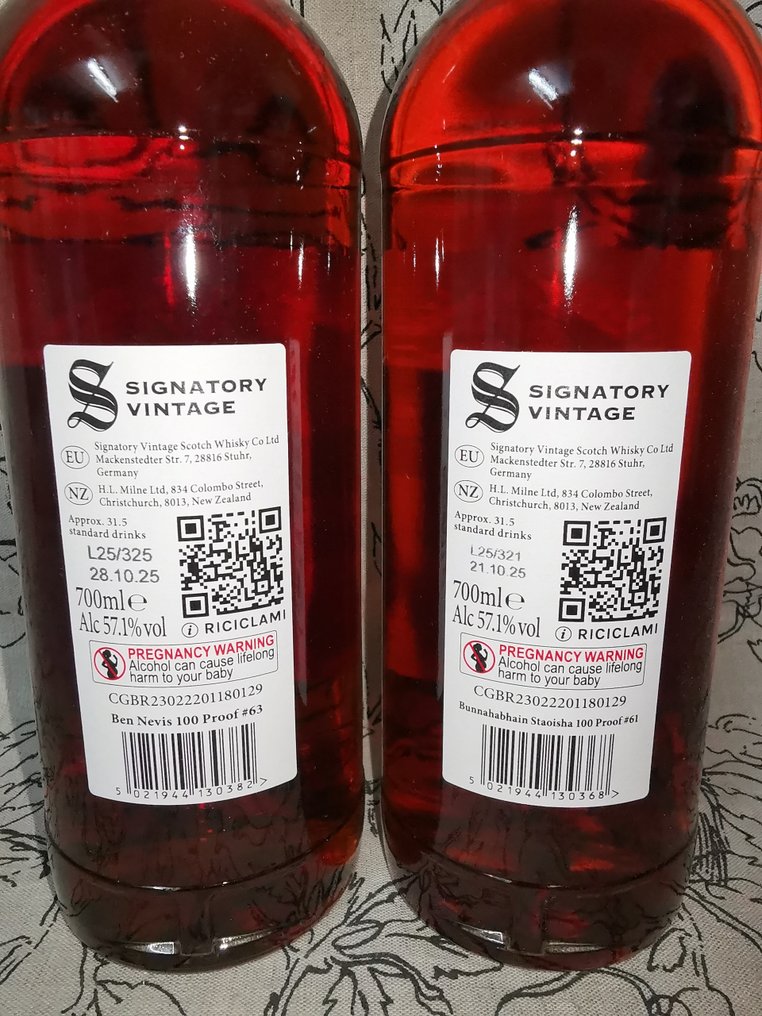 S SIGNATORY
VINTAGE
EU Signatory Vintage Scotch Whisky Co Ltd
Mackenstedter Str. 7, 28816 Stuhr,
Germany
NZ H.L. Milne Ltd, 834 Colombo Street,
Christchurch, 8013, New Zealand
Approx. 31.5
standard drinks
L25/325
28.10.25
700ml e
Alc 57.1% vol
i RICICLAMI
PREGNANCY WARNING
Alcohol can cause lifelong
harm to your baby
CGBR23022201180129
Ben Nevis 100 Proof #63
5 021944 130382 >
S SIGNATORY
VINTAGE
EU Signatory Vintage Scotch Whisky Co Ltd
Mackenstedter Str. 7, 28816 Stuhr,
Germany
NZ H.L. Milne Ltd, 834 Colombo Street,
Christchurch, 8013, New Zealand
Approx. 31.5
standard drinks
L25/321
21.10.25
700ml e
Alc 57.1% vol
i RICICLAMI
PREGNANCY WARNING
Alcohol can cause lifelong
harm to your baby
CGBR23022201180129
Bunnahabhain Staoisha 100 Proof #61
5 021944 130368 >